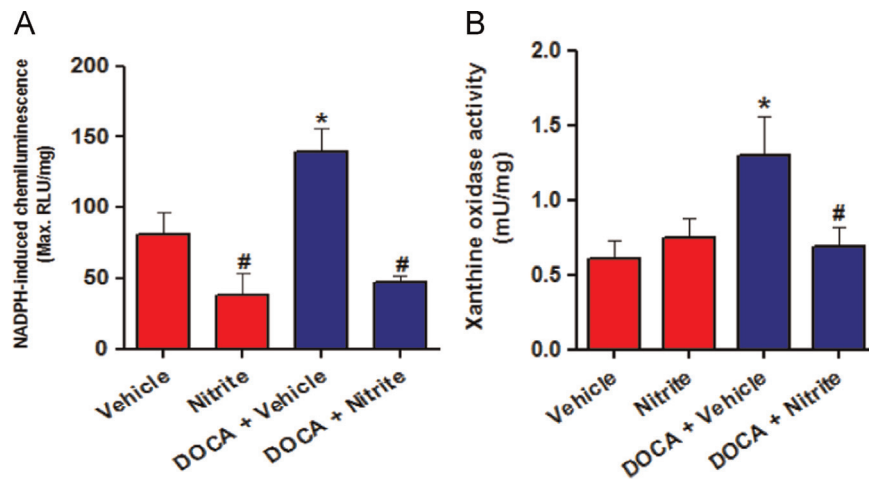 A
NADPH-induced chemiluminescence
(Max. RLU/mg)
200
150
100
50
0
*
#
#
Vehicle
Nitrite
DOCA + Vehicle
DOCA + Nitrite
B
Xanthine oxidase activity
(mU/mg)
2.0
1.5
1.0
0.5
0.0
*
#
Vehicle
Nitrite
DOCA + Vehicle
DOCA + Nitrite